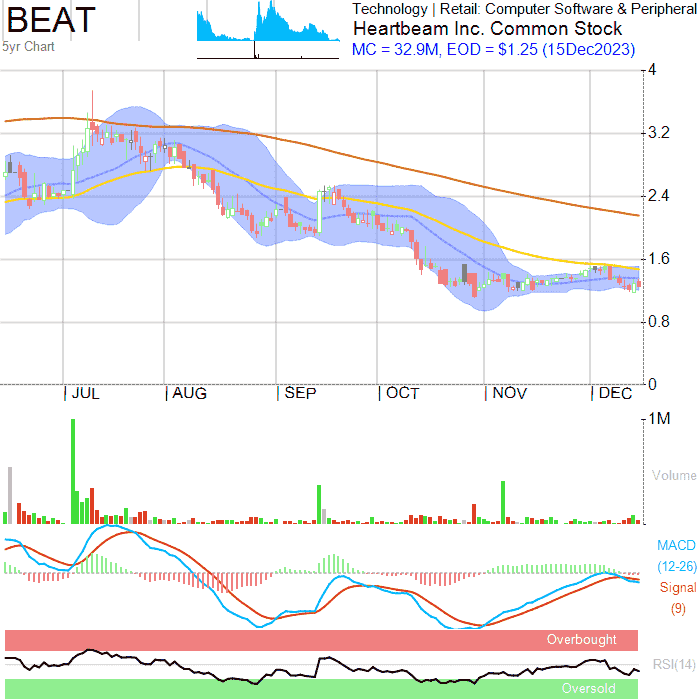 BEAT
5yr Chart
Technology | Retail: Computer Software & Peripheral
Heartbeam Inc. Common Stock
MC = 32.9M, EOD = $1.25 (15Dec2023)
4
3.2
2.4
1.6
0.8
0
JUL AUG SEP OCT NOV DEC
1M
Volume
MACD
(12-26)
Signal
(9)
Overbought
RSI(14)
Oversold